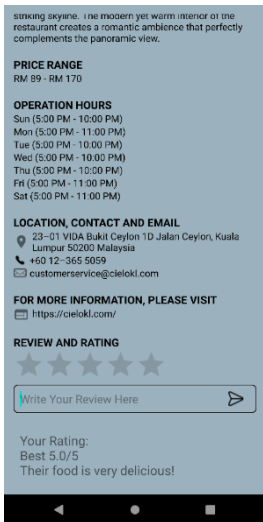 striking skyline. The modern yet warm interior of the
restaurant creates a romantic ambience that perfectly
complements the panoramic view.
PRICE RANGE
RM 89 - RM 170
OPERATION HOURS
Sun (5:00 PM - 10:00 PM)
Mon (5:00 PM - 11:00 PM)
Tue (5:00 PM - 10:00 PM)
Wed (5:00 PM - 10:00 PM)
Thu (5:00 PM - 10:00 PM)
Fri (5:00 PM - 11:00 PM)
Sat (5:00 PM - 11:00 PM)
LOCATION, CONTACT AND EMAIL
23–01 VIDA Bukit Ceylon 1D Jalan Ceylon, Kuala
Lumpur 50200 Malaysia
+60 12–365 5059
customerservice@cielokl.com
FOR MORE INFORMATION, PLEASE VISIT
https://cielokl.com/
REVIEW AND RATING
Write Your Review Here
Your Rating:
Best 5.0/5
Their food is very delicious!